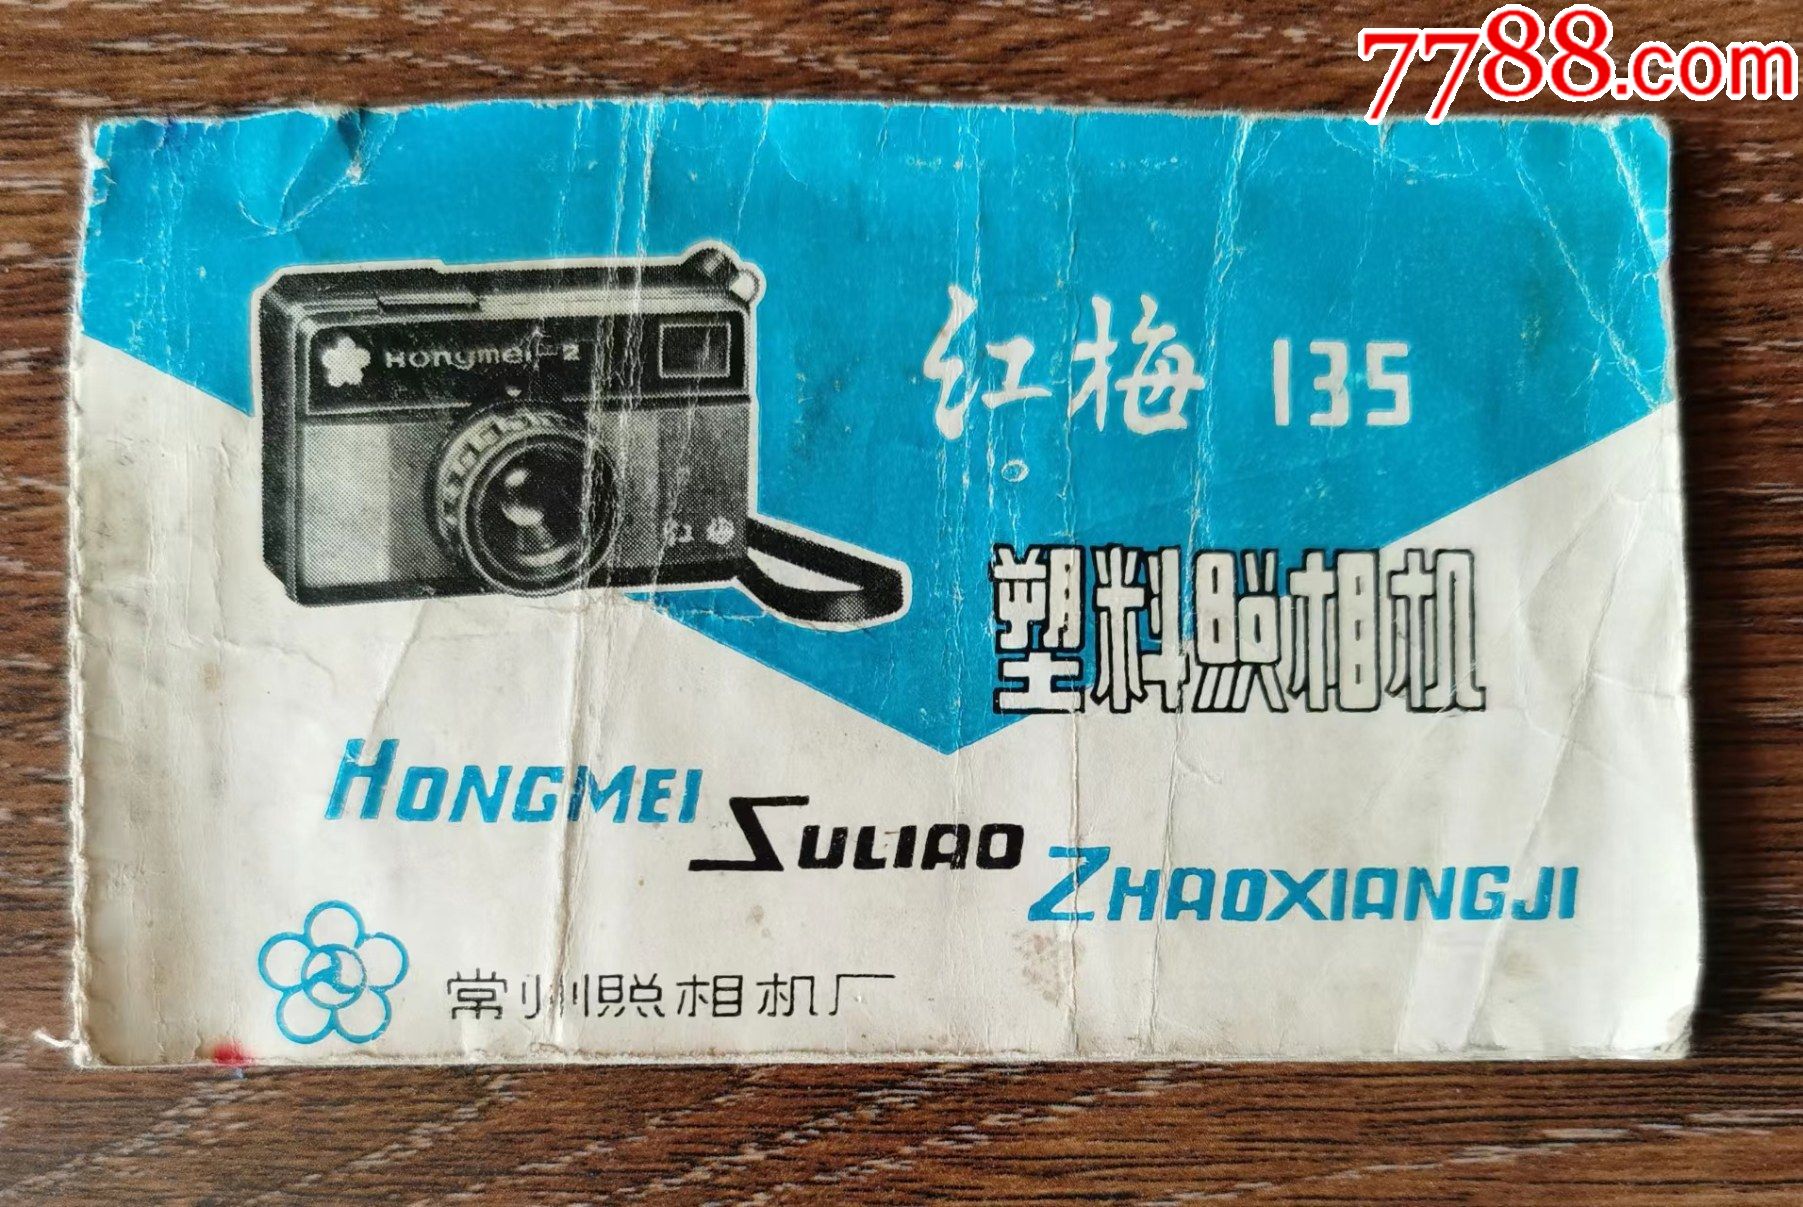 7788.com
Hongmei-2
红梅 135
塑料照相机
HONGMEI
SULIAO
ZHAOXIANGJI
常州照相机厂